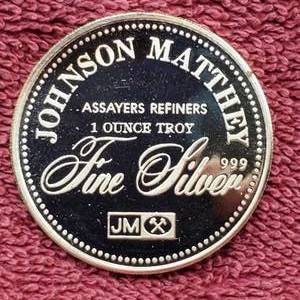 JOHNSON MATTHEY
ASSAYERS REFINERS
1 OUNCE TROY
999
Fine Silver
JM